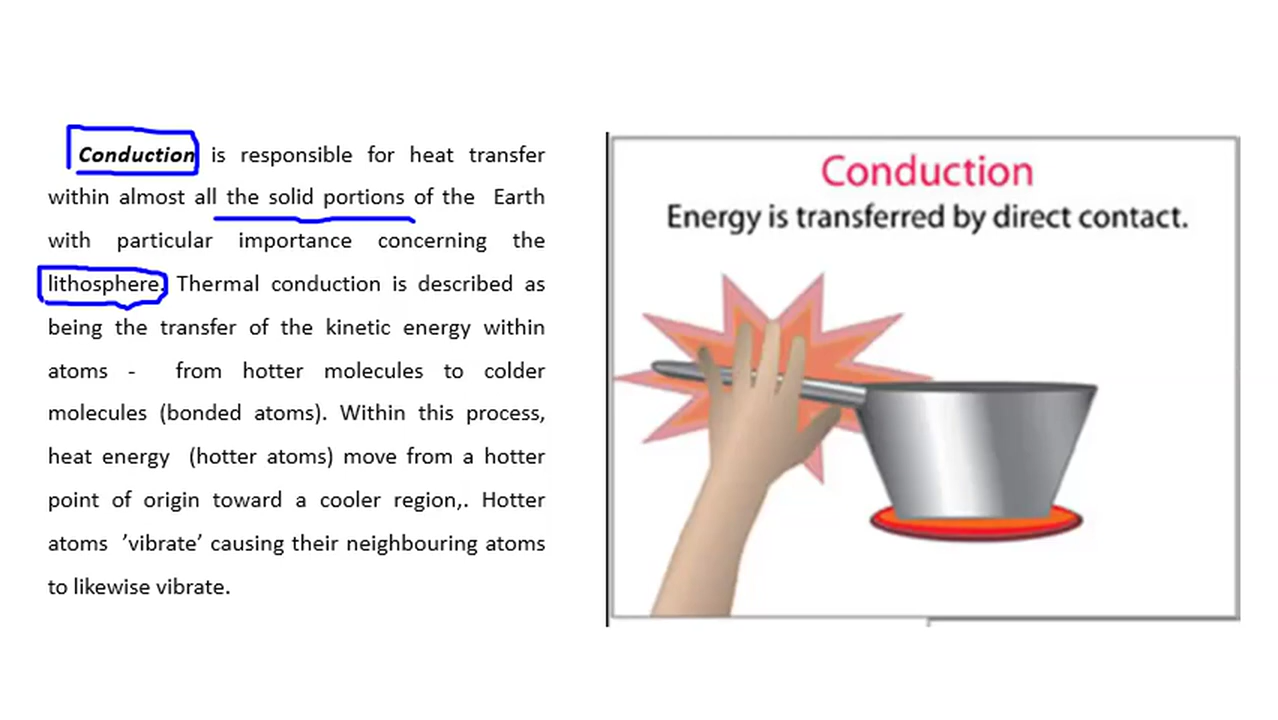 Conduction is responsible for heat transfer
within almost all the solid portions of the Earth
with particular importance concerning the
lithosphere. Thermal conduction is described as
being the transfer of the kinetic energy within
atoms - from hotter molecules to colder
molecules (bonded atoms). Within this process,
heat energy (hotter atoms) move from a hotter
point of origin toward a cooler region,. Hotter
atoms ’vibrate’ causing their neighbouring atoms
to likewise vibrate.
Conduction
Energy is transferred by direct contact.